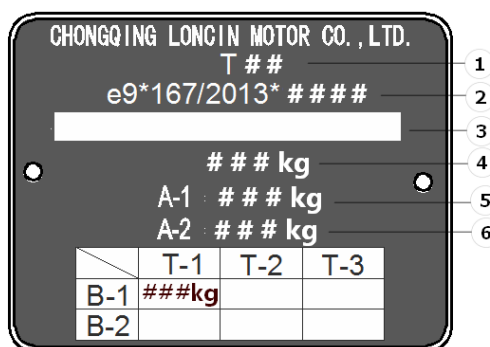 CHONGQING LONCIN MOTOR CO.,LTD.
T ## 1
e9*167/2013* #### 2
3
###kg 4
A-1 : ###kg 5
A-2 : ###kg 6
T-1 T-2 T-3
B-1 ###kg
B-2